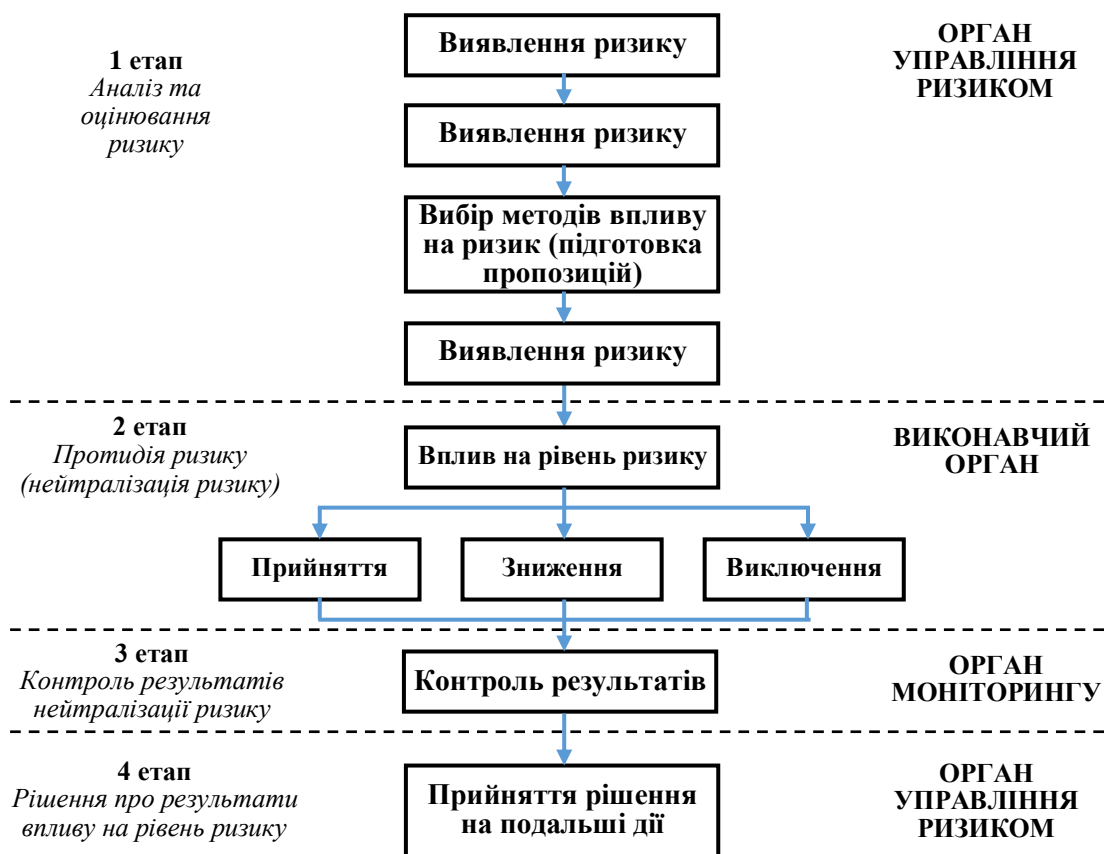 1 етап
Аналіз та
оцінювання
ризику
Виявлення ризику
Виявлення ризику
Вибір методів впливу
на ризик (підготовка
пропозицій)
Виявлення ризику
ОРГАН
УПРАВЛІННЯ
РИЗИКОМ
2 етап
Протидія ризику
(нейтралізація ризику)
Вплив на рівень ризику
ВИКОНАВЧИЙ
ОРГАН
Прийняття
Зниження
Виключення
3 етап
Контроль результатів
нейтралізації ризику
Контроль результатів
ОРГАН
МОНІТОРИНГУ
4 етап
Рішення про результати
впливу на рівень ризику
Прийняття рішення
на подальші дії
ОРГАН
УПРАВЛІННЯ
РИЗИКОМ